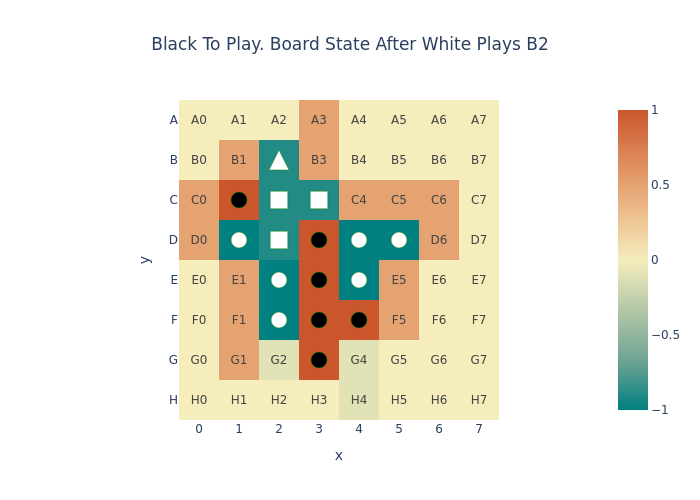 Black To Play. Board State After White Plays B2
A A0 A1 A2 A3 A4 A5 A6 A7
B B0 B1 B3 B4 B5 B6 B7
C C0 C4 C5 C6 C7
D D0 D6 D7
E E0 E1 E5 E6 E7
F F0 F1 F5 F6 F7
G G0 G1 G2 G4 G5 G6 G7
H H0 H1 H2 H3 H4 H5 H6 H7
0 1 2 3 4 5 6 7
x
y
1
0.5
0
−0.5
−1